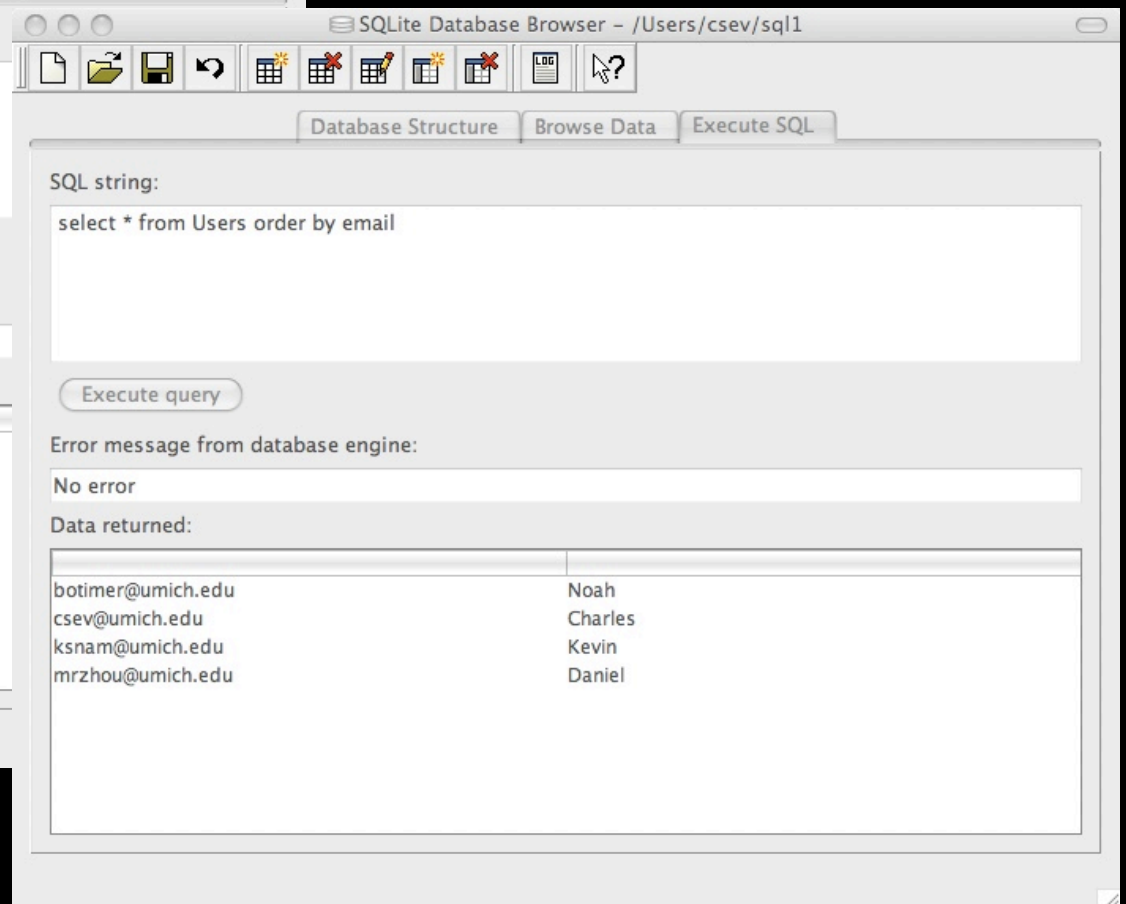 SQLite Database Browser – /Users/csev/sql1
LOG
?
Database Structure Browse Data Execute SQL
SQL string:
select * from Users order by email
Execute query
Error message from database engine:
No error
Data returned:
botimer@umich.edu Noah
csev@umich.edu Charles
ksnam@umich.edu Kevin
mrzhou@umich.edu Daniel